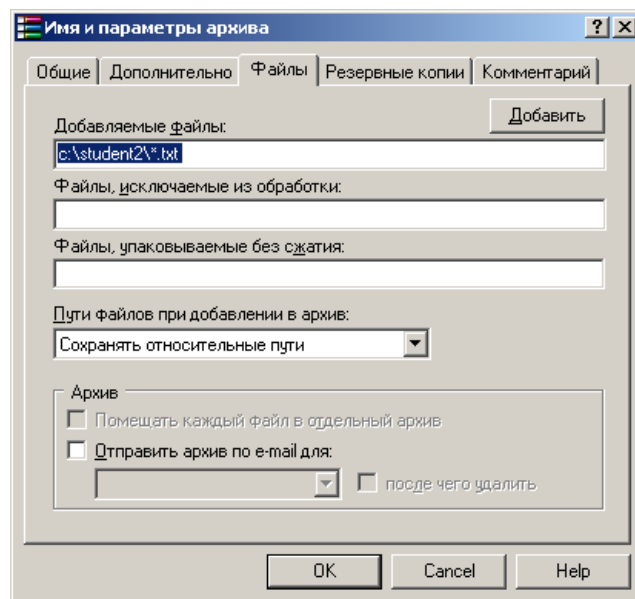 Имя и параметры архива
Общие Дополнительно Файлы Резервные копии Комментарий
Добавить
Добавляемые файлы:
c:\student2\*.txt
Файлы, исключаемые из обработки:
Файлы, упаковываемые без сжатия:
Пути файлов при добавлении в архив:
Сохранять относительные пути
Архив
Помещать каждый файл в отдельный архив
Отправить архив по e-mail для:
после чего удалить
OK Cancel Help